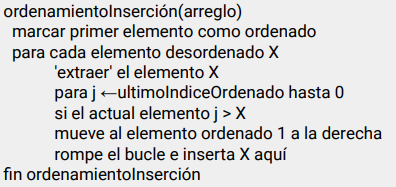 ordenamientoInserción(arreglo)
marcar primer elemento como ordenado
para cada elemento desordenado X
'extraer' el elemento X
para j ←ultimoIndiceOrdenado hasta 0
si el actual elemento j > X
mueve al elemento ordenado 1 a la derecha
rompe el bucle e inserta X aquí
fin ordenamientoInserción